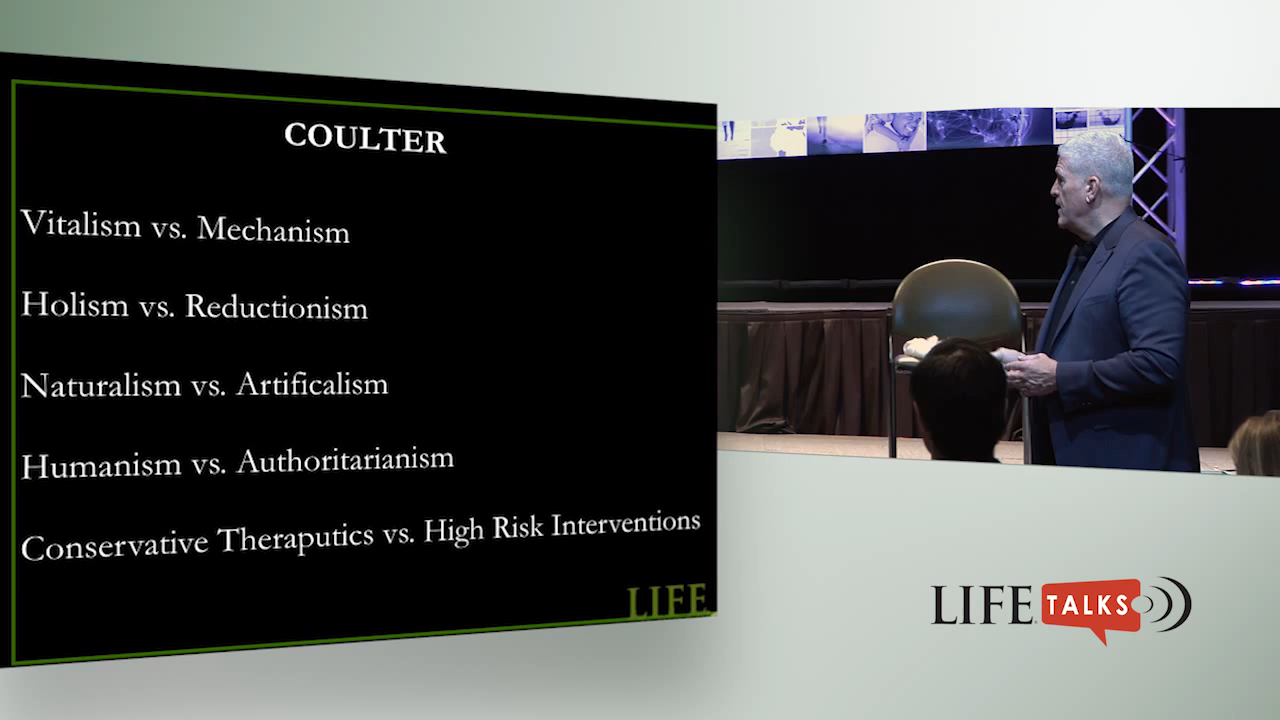 COULTER
Vitalism vs. Mechanism
Holism vs. Reductionism
Naturalism vs. Artificalism
Humanism vs. Authoritarianism
Conservative Theraputics vs. High Risk Interventions
LIFE
LIFE TALKS